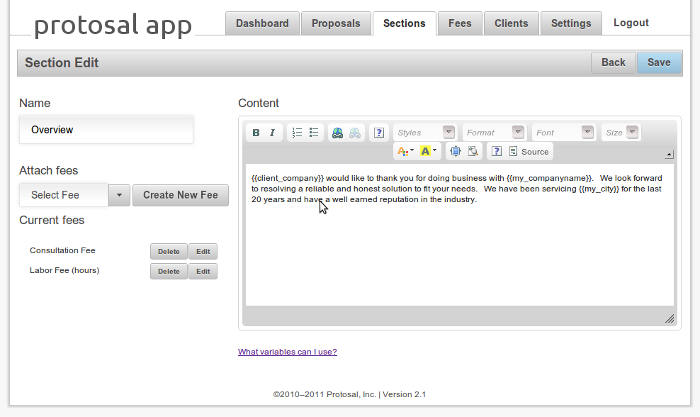 protosal app
Dashboard Proposals Sections Fees Clients Settings Logout
Section Edit Back Save
Name Content
Overview
B I Styles Format Font Size
A A Source
Attach fees
Select Fee Create New Fee
Current fees
Consultation Fee Delete Edit
Labor Fee (hours) Delete Edit
{{client_company}} would like to thank you for doing business with {{my_companyname}}. We look forward
to resolving a reliable and honest solution to fit your needs. We have been servicing {{my_city}} for the last
20 years and have a well earned reputation in the industry.
What variables can I use?
©2010–2011 Protosal, Inc. | Version 2.1